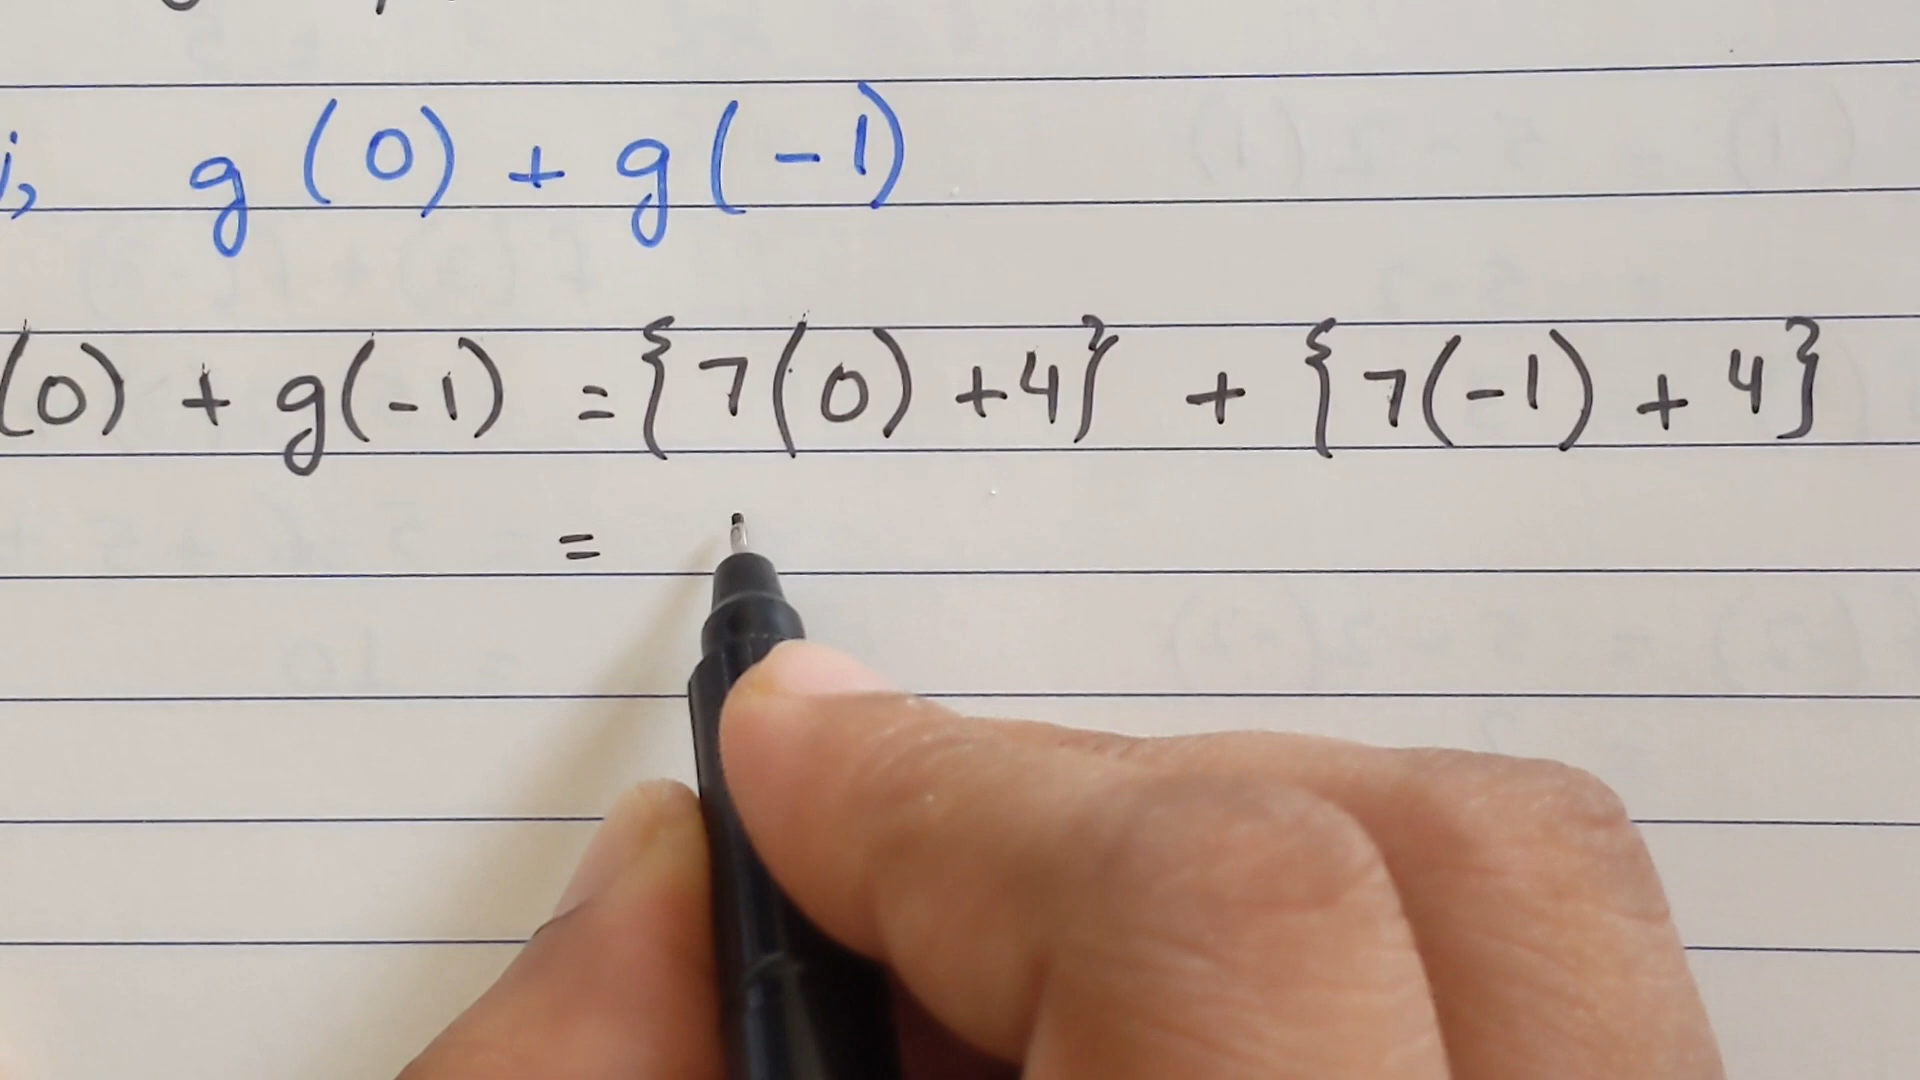 i, g(0) + g(-1)
(0) + g(-1) = {7(0) +4} + {7(-1) + 4}
=